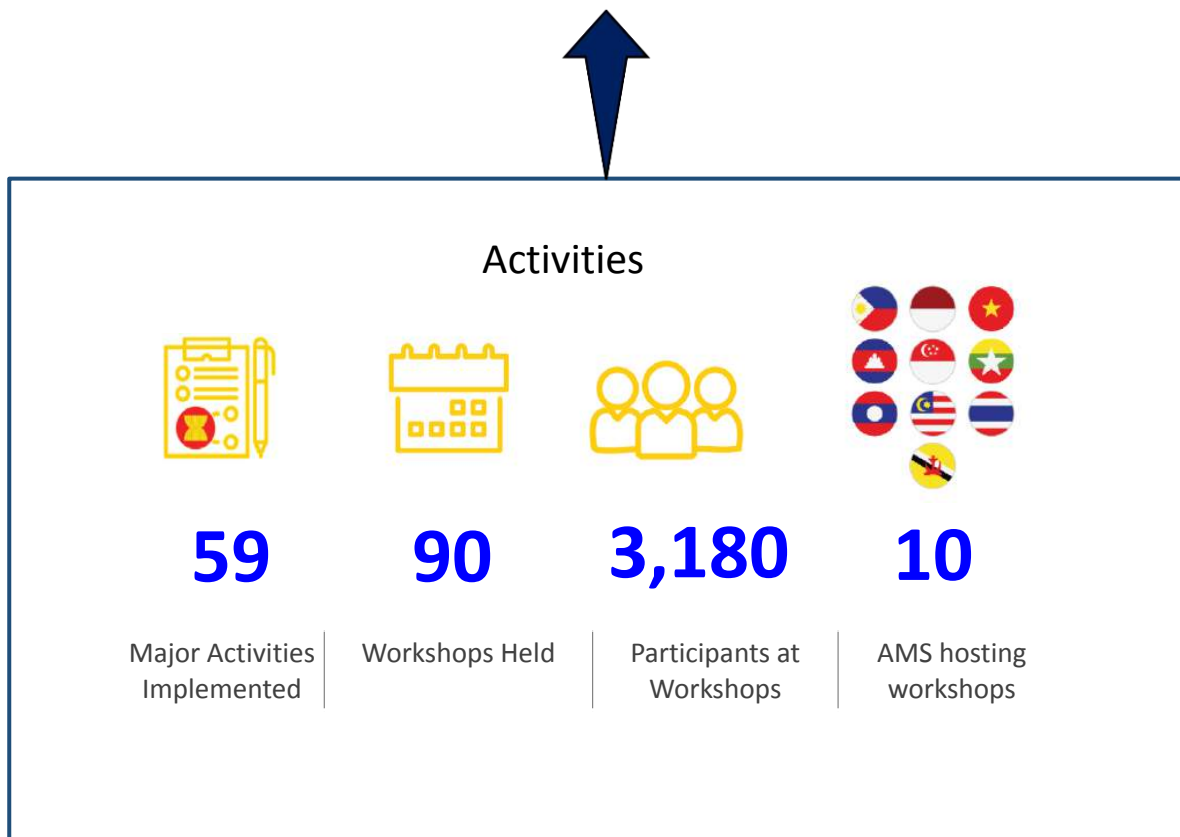 Activities
59
90
3,180
10
Major Activities
Implemented
Workshops Held
Participants at
Workshops
AMS hosting
workshops